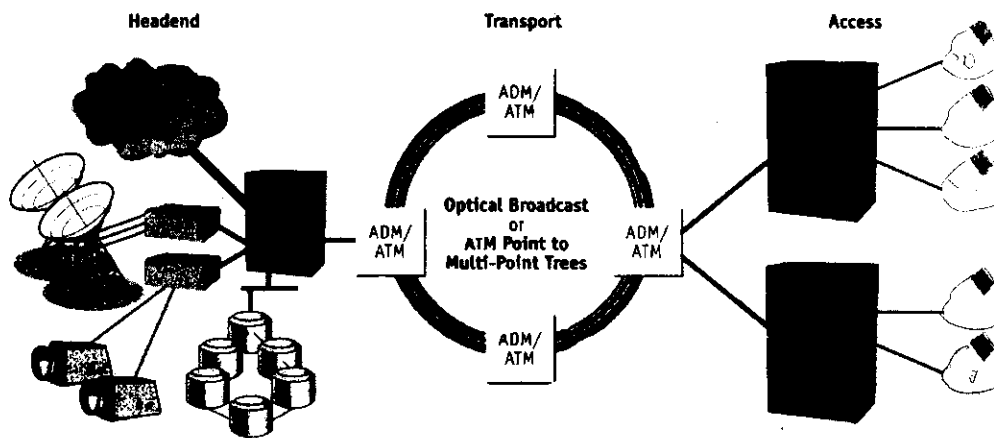 Headend
Transport
Access
ADM/
ATM
ADM/
ATM
Optical Broadcast
or
ATM Point to
Multi-Point Trees
ADM/
ATM
ADM/
ATM